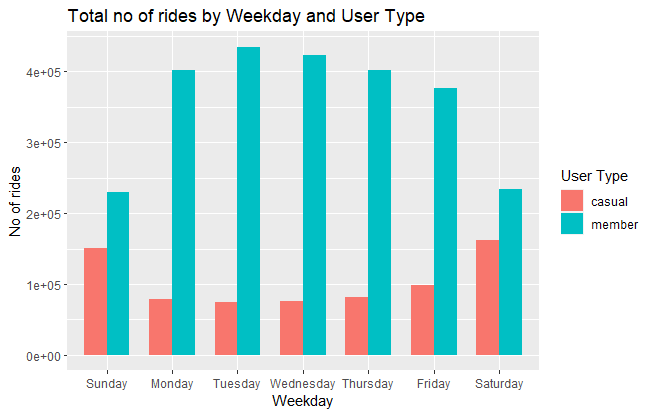 Total no of rides by Weekday and User Type
No of rides
4e+05
3e+05
2e+05
1e+05
0e+00
Sunday Monday Tuesday Wednesday Thursday Friday Saturday
Weekday
User Type
casual
member